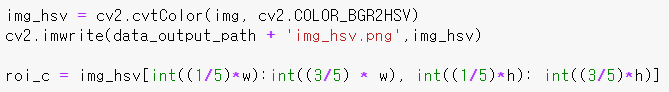 img_hsv = cv2.cvtColor(img, cv2.COLOR_BGR2HSV)
cv2.imwrite(data_output_path + 'img_hsv.png',img_hsv)
roi_c = img_hsv[int((1/5)*w):int((3/5) * w), int((1/5)*h): int((3/5)*h)]